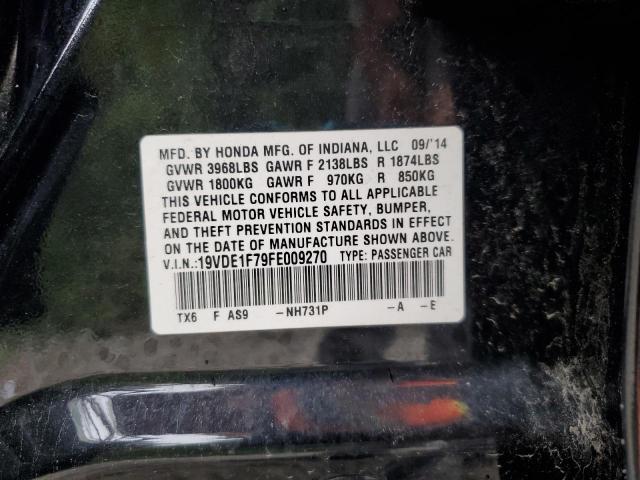 MFD. BY HONDA MFG. OF INDIANA, LLC 09/'14
GVWR 3968LBS GAWR F 2138LBS R 1874LBS
GVWR 1800KG GAWR F 970KG R 850KG
THIS VEHICLE CONFORMS TO ALL APPLICABLE
FEDERAL MOTOR VEHICLE SAFETY, BUMPER,
AND THEFT PREVENTION STANDARDS IN EFFECT
ON THE DATE OF MANUFACTURE SHOWN ABOVE.
V.I.N.:19VDE1F79FE009270 TYPE: PASSENGER CAR
TX6 F AS9 -NH731P -A -E